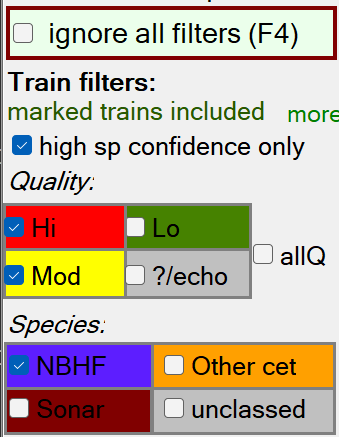 ignore all filters (F4)
Train filters:
marked trains included more
high sp confidence only
Quality:
Hi Lo
allQ
Mod ?/echo
Species:
NBHF Other cet
Sonar unclassed